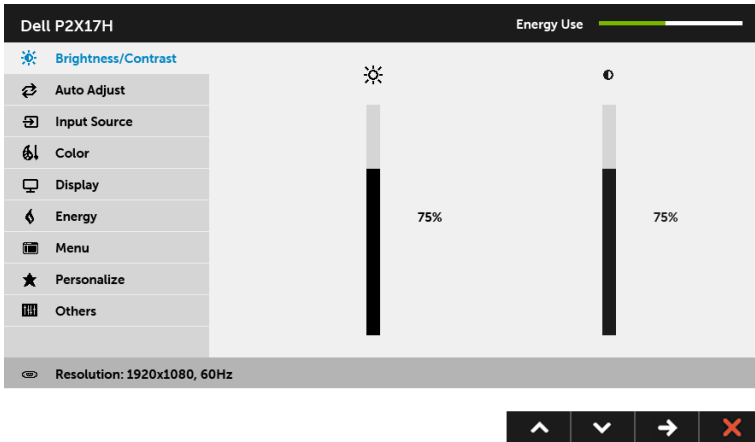 Dell P2X17H
Energy Use
Brightness/Contrast
Auto Adjust
Input Source
Color
Display
Energy
Menu
Personalize
Others
75%
75%
Resolution: 1920x1080, 60Hz